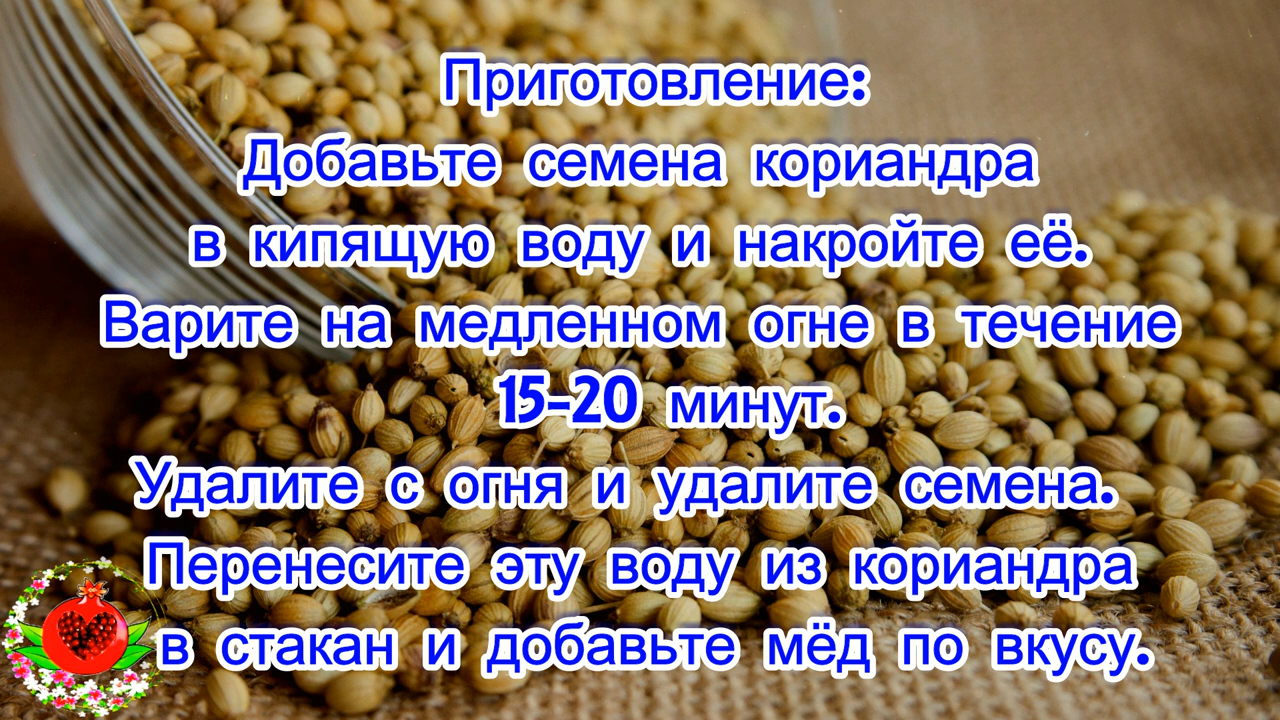 Приготовление:
Добавьте семена кориандра
в кипящую воду и накройте её.
Варите на медленном огне в течение
15-20 минут.
Удалите с огня и удалите семена.
Перенесите эту воду из кориандра
в стакан и добавьте мёд по вкусу.